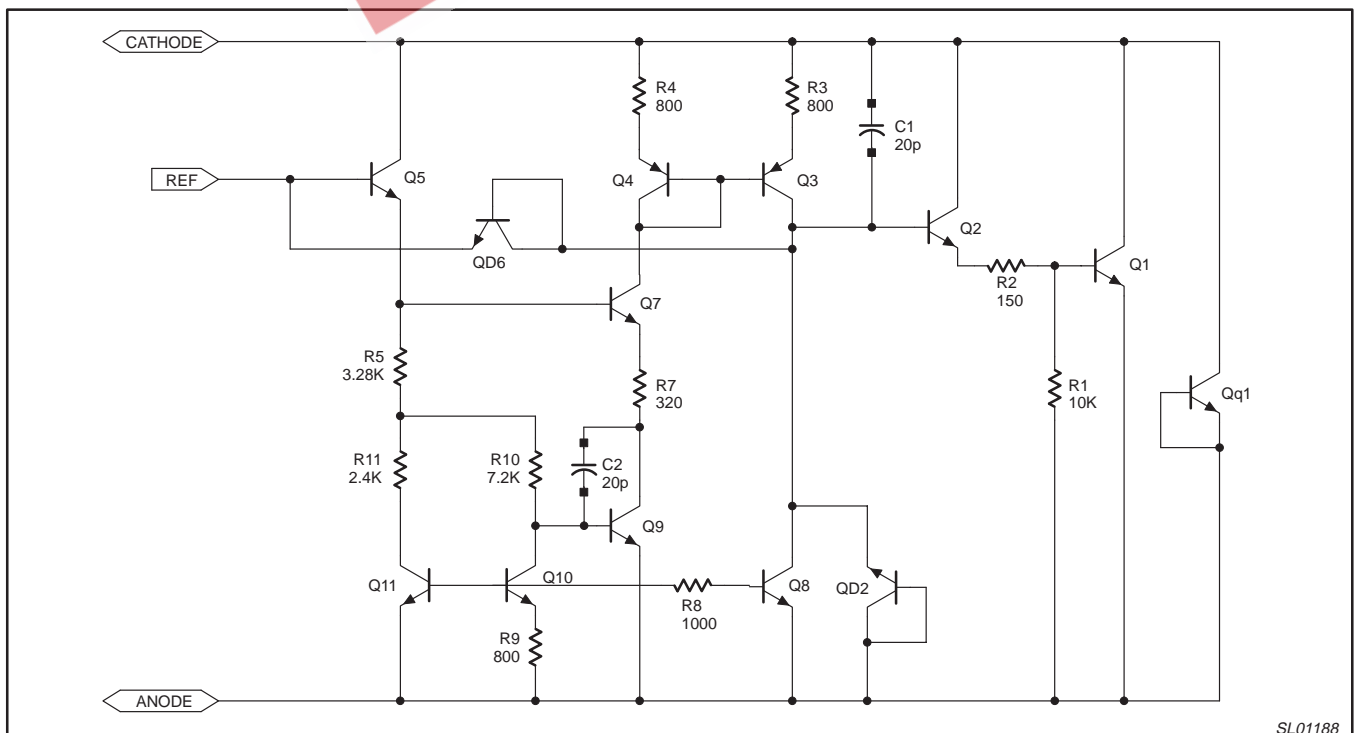 CATHODE
R4
800
R3
800
C1
20p
REF
Q5
Q4
Q3
Q2
QD6
Q1
R2
150
Q7
R5
3.28K
R7
320
R1
10K
Qq1
R11
2.4K
R10
7.2K
C2
20p
Q9
Q11
Q10
R8
1000
Q8
QD2
R9
800
ANODE
SL01188